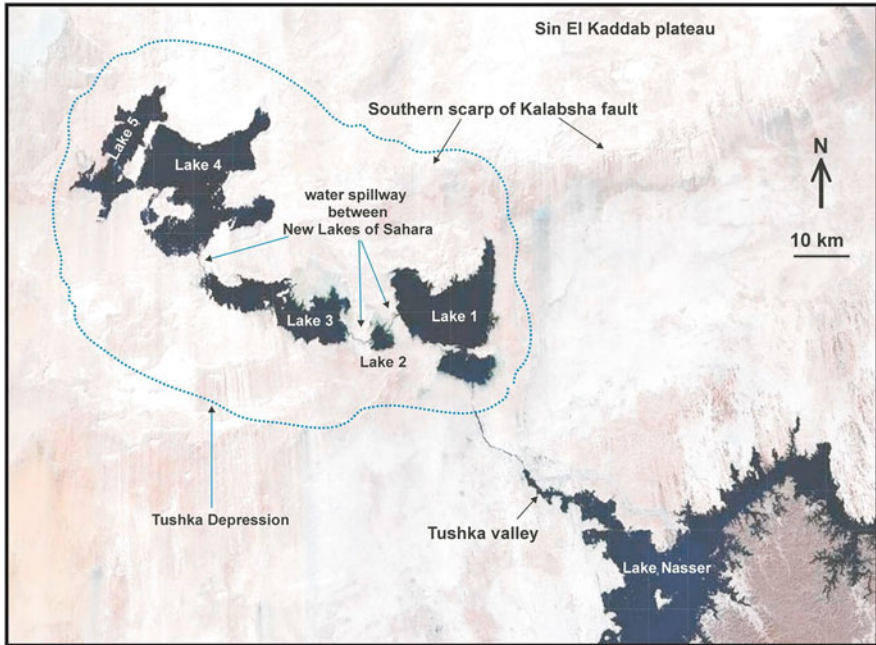 Sin El Kaddab plateau
Southern scarp of Kalabsha fault
N
10 km
Lake 5
Lake 4
water spillway
between
New Lakes of Sahara
Lake 3
Lake 2
Lake 1
Tushka Depression
Tushka valley
Lake Nasser